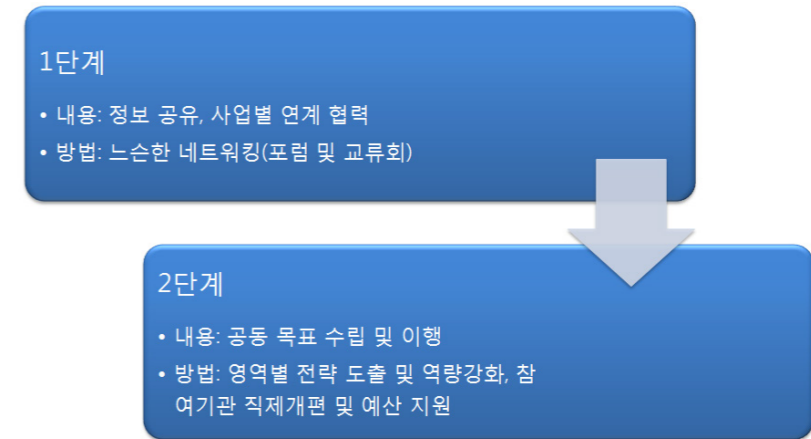 1단계
• 내용: 정보 공유, 사업별 연계 협력
• 방법: 느슨한 네트워킹(포럼 및 교류회)
2단계
• 내용: 공동 목표 수립 및 이행
• 방법: 영역별 전략 도출 및 역량강화, 참
여기관 직제개편 및 예산 지원